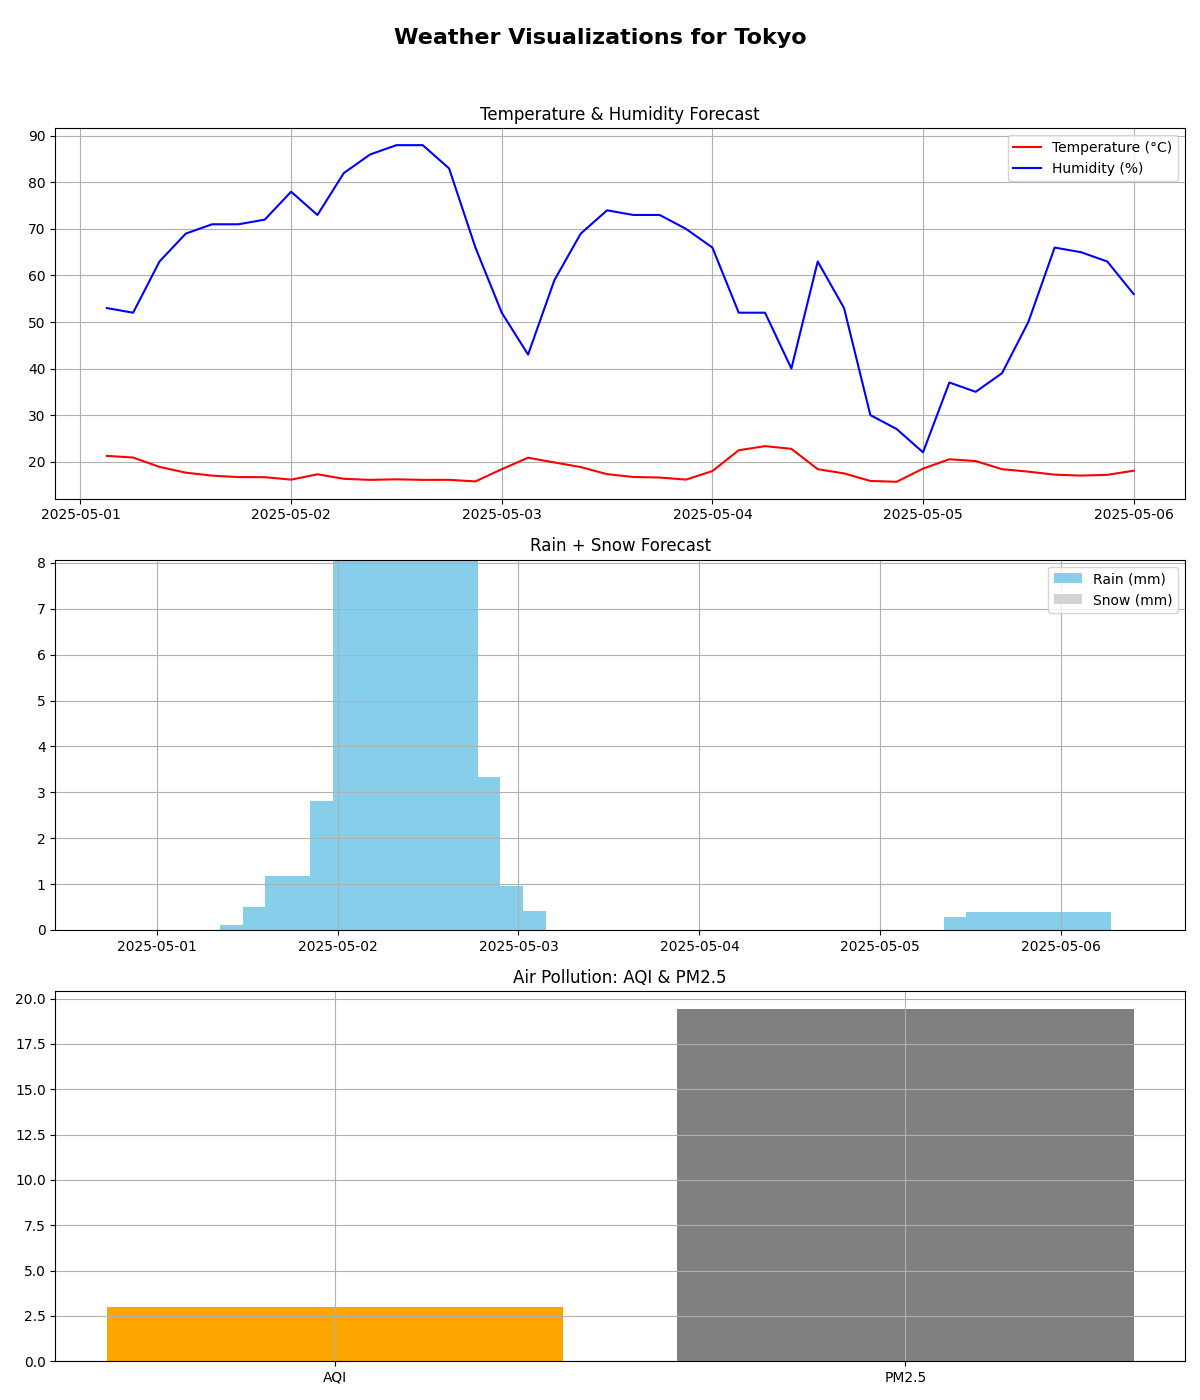 Weather Visualizations for Tokyo
Temperature & Humidity Forecast
Temperature (°C)
Humidity (%)
90
80
70
60
50
40
30
20
2025-05-01 2025-05-02 2025-05-03 2025-05-04 2025-05-05 2025-05-06
Rain + Snow Forecast
Rain (mm)
Snow (mm)
8
7
6
5
4
3
2
1
0
2025-05-01 2025-05-02 2025-05-03 2025-05-04 2025-05-05 2025-05-06
Air Pollution: AQI & PM2.5
20.0
17.5
15.0
12.5
10.0
7.5
5.0
2.5
0.0
AQI PM2.5